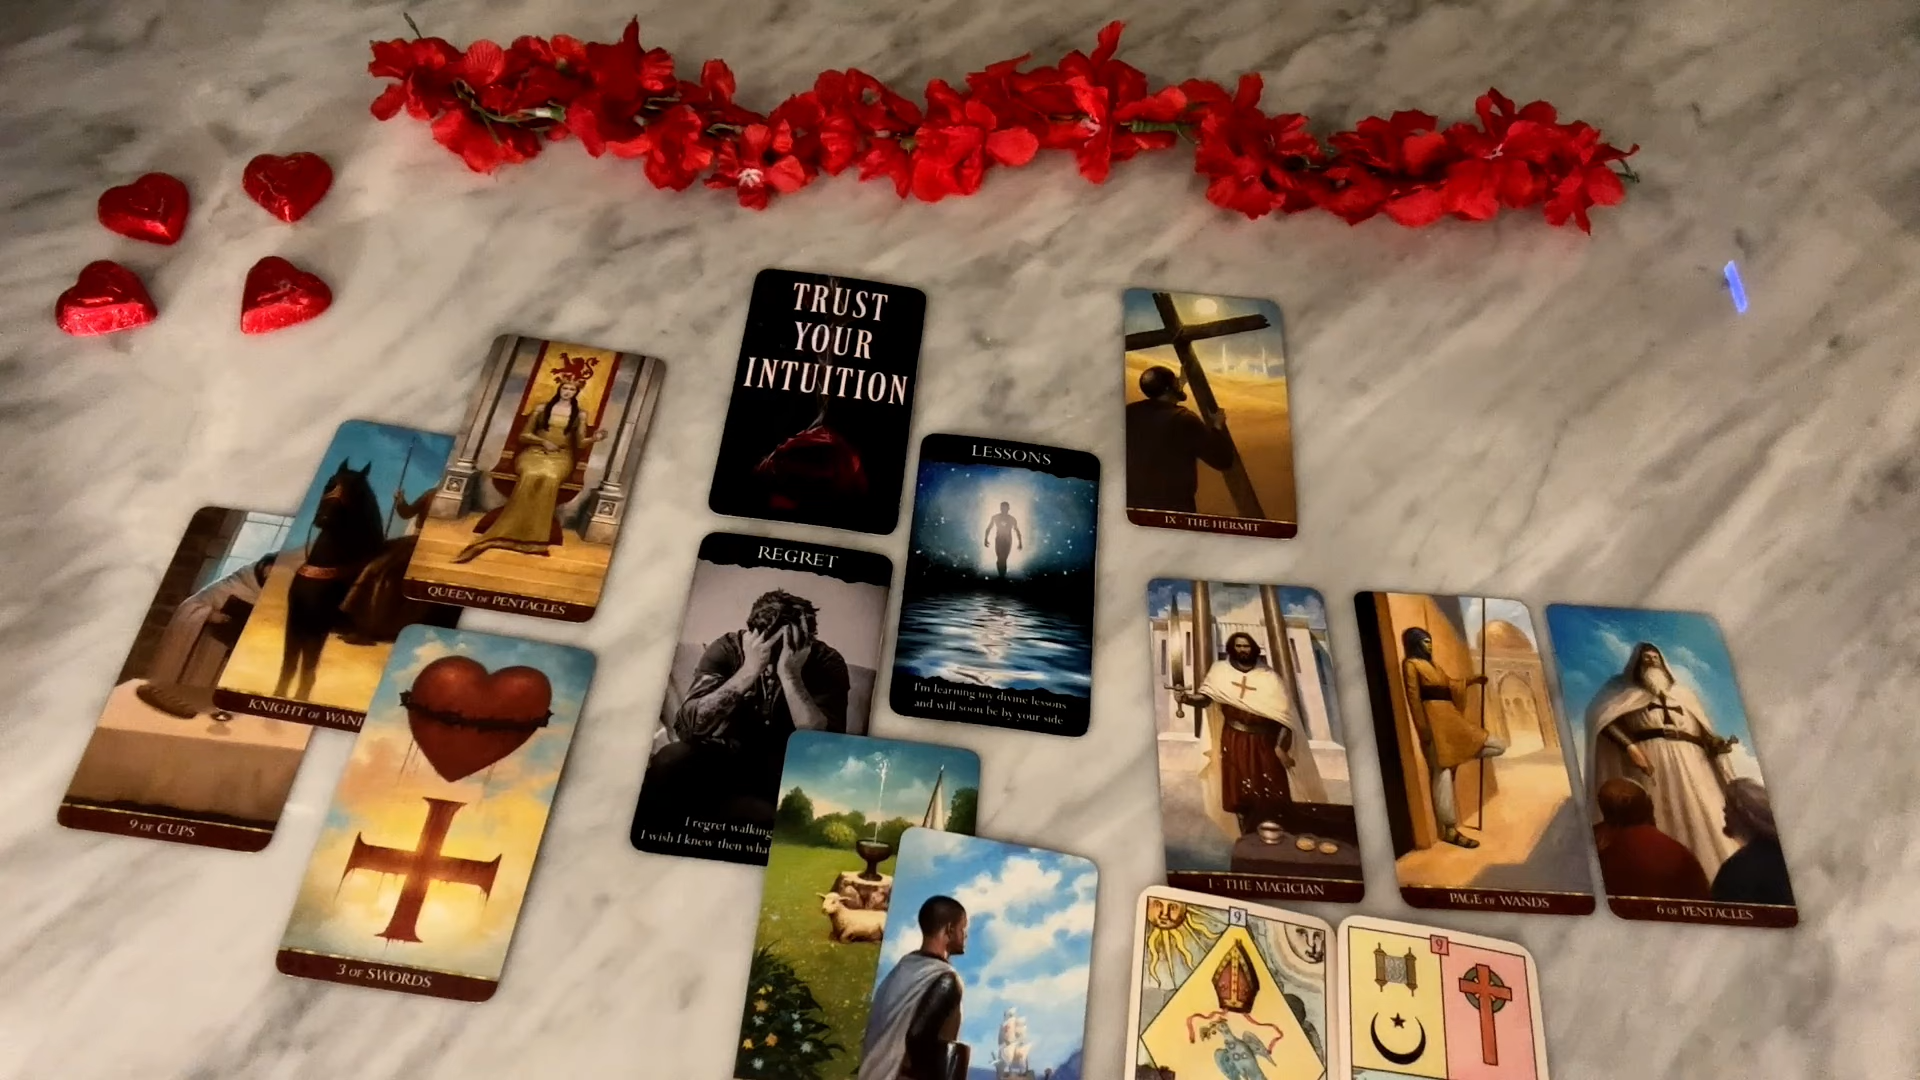 TRUST
YOUR
INTUITION
LESSONS
I'm learning my divine lessons
and will soon be by your side
IX - THE HERMIT
QUEEN OF PENTACLES
KNIGHT OF
9 OF CUPS
3 OF SWORDS
REGRET
I regret walking
I wish I knew then
I - THE MAGICIAN
PAGE OF WANDS
6 OF PENTACLES
9
9